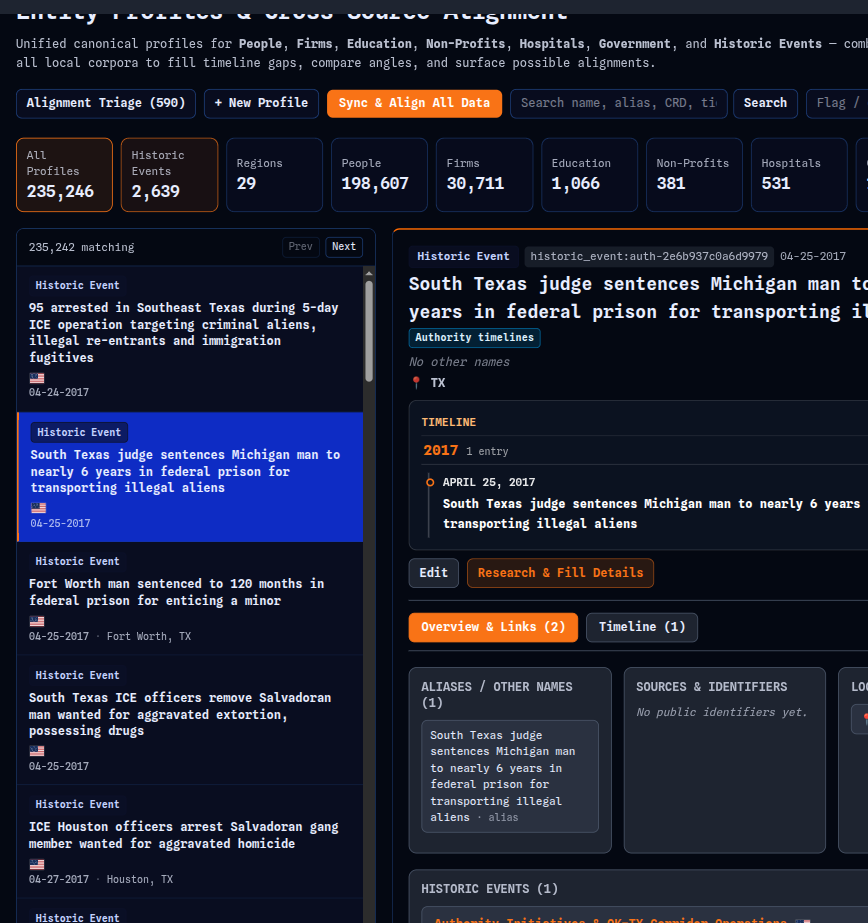 Entity Profiles & Cross-Source Alignment
Unified canonical profiles for People, Firms, Education, Non-Profits, Hospitals, Government, and Historic Events — com
all local corpora to fill timeline gaps, compare angles, and surface possible alignments.
Alignment Triage (590) + New Profile Sync & Align All Data Search name, alias, CRD, ti Search Flag /
All Profiles 235,246
Historic Events 2,639
Regions 29
People 198,607
Firms 30,711
Education 1,066
Non-Profits 381
Hospitals 531
235,242 matching Prev Next
Historic Event
95 arrested in Southeast Texas during 5-day
ICE operation targeting criminal aliens,
illegal re-entrants and immigration
fugitives
04-24-2017
Historic Event
South Texas judge sentences Michigan man to
nearly 6 years in federal prison for
transporting illegal aliens
04-25-2017
Historic Event
Fort Worth man sentenced to 120 months in
federal prison for enticing a minor
04-25-2017 · Fort Worth, TX
Historic Event
South Texas ICE officers remove Salvadoran
man wanted for aggravated extortion,
possessing drugs
04-25-2017
Historic Event
ICE Houston officers arrest Salvadoran gang
member wanted for aggravated homicide
04-27-2017 · Houston, TX
Historic Event
Historic Event historic_event:auth-2e6b937c0a6d9979 04-25-2017
South Texas judge sentences Michigan man to
years in federal prison for transporting il
Authority timelines
No other names
TX
TIMELINE
2017 1 entry
APRIL 25, 2017
South Texas judge sentences Michigan man to nearly 6 years
transporting illegal aliens
Edit Research & Fill Details
Overview & Links (2) Timeline (1)
ALIASES / OTHER NAMES
(1)
South Texas judge
sentences Michigan man
to nearly 6 years in
federal prison for
transporting illegal
aliens · alias
SOURCES & IDENTIFIERS
No public identifiers yet.
LO
HISTORIC EVENTS (1)
Authority Initiatives & OK-TX Corridor Operations